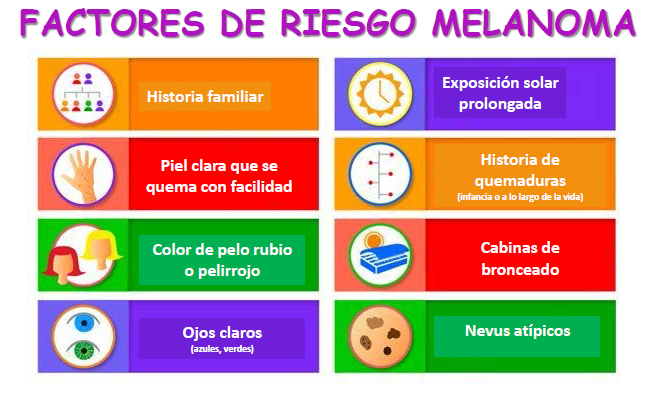 FACTORES DE RIESGO MELANOMA
Historia familiar
Exposición solar
prolongada
Piel clara que se
quema con facilidad
Historia de
quemaduras
(infancia o a lo largo de la vida)
Color de pelo rubio
o pelirrojo
Cabinas de
bronceado
Ojos claros
(azules, verdes)
Nevus atípicos